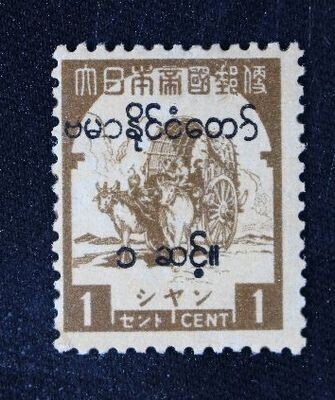 大日本帝國郵便
ဗမာနိုင်ငံတော်
၁ ဆင့်။
シヤン
1 セント CENT 1